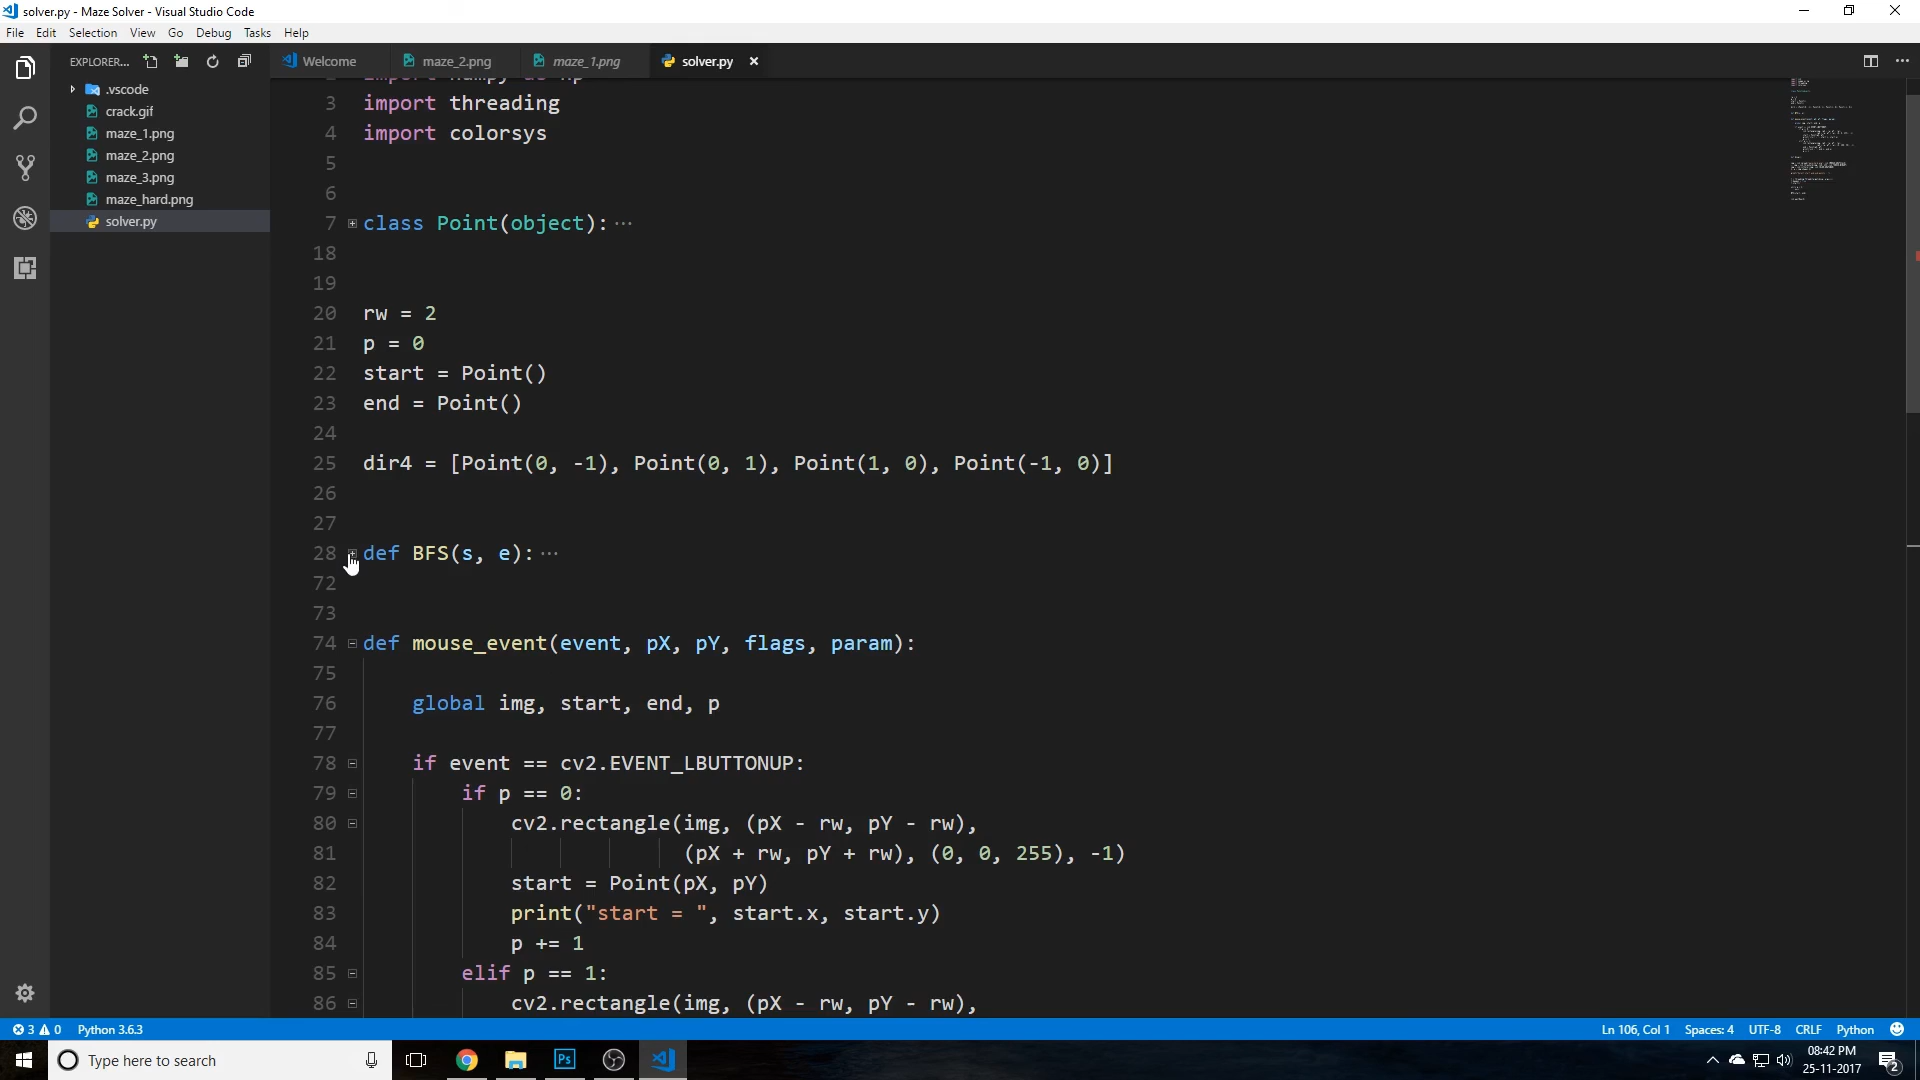 solver.py - Maze Solver - Visual Studio Code
File Edit Selection View Go Debug Tasks Help
EXPLORER...
Welcome maze_2.png maze_1.png solver.py
.vscode
crack.gif
maze_1.png
maze_2.png
maze_3.png
maze_hard.png
solver.py
3 import threading
4 import colorsys
5
6
7 class Point(object): ...
18
19
20 rw = 2
21 p = 0
22 start = Point()
23 end = Point()
24
25 dir4 = [Point(0, -1), Point(0, 1), Point(1, 0), Point(-1, 0)]
26
27
28 def BFS(s, e): ...
72
73
74 def mouse_event(event, pX, pY, flags, param):
75
76 global img, start, end, p
77
78 if event == cv2.EVENT_LBUTTONUP:
79 if p == 0:
80 cv2.rectangle(img, (pX - rw, pY - rw),
81 (pX + rw, pY + rw), (0, 0, 255), -1)
82 start = Point(pX, pY)
83 print("start = ", start.x, start.y)
84 p += 1
85 elif p == 1:
86 cv2.rectangle(img, (pX - rw, pY - rw),
3 0 Python 3.6.3 Ln 106, Col 1 Spaces: 4 UTF-8 CRLF Python
Type here to search
Ps
08:42 PM
25-11-2017
2